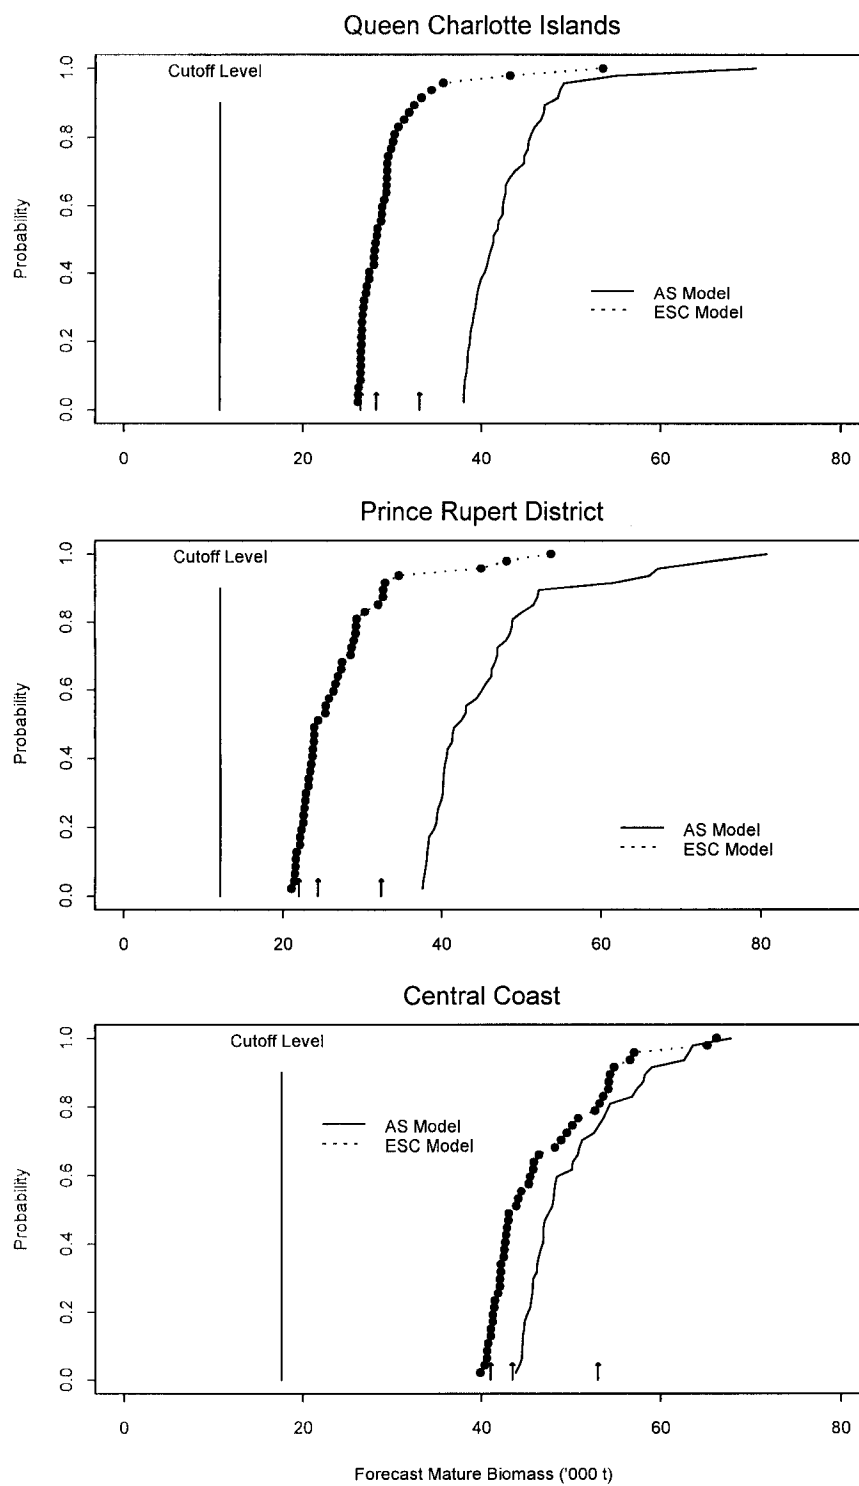 Queen Charlotte Islands
Cutoff Level
Probability
0.0 0.2 0.4 0.6 0.8 1.0
AS Model
ESC Model
0 20 40 60 80
Prince Rupert District
Cutoff Level
Probability
0.0 0.2 0.4 0.6 0.8 1.0
AS Model
ESC Model
0 20 40 60 80
Central Coast
Cutoff Level
Probability
0.0 0.2 0.4 0.6 0.8 1.0
AS Model
ESC Model
0 20 40 60 80
Forecast Mature Biomass ('000 t)